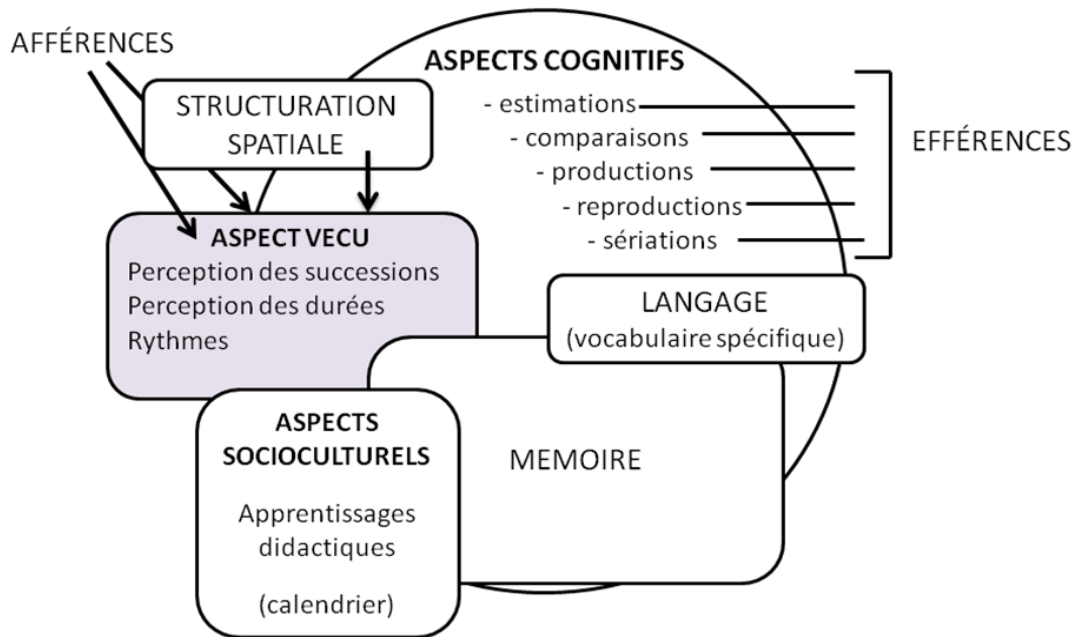 AFFÉRENCES
STRUCTURATION
SPATIALE
ASPECTS COGNITIFS
- estimations
- comparaisons
- productions
- reproductions
- sériations
EFFÉRENCES
ASPECT VECU
Perception des successions
Perception des durées
Rythmes
LANGAGE
(vocabulaire spécifique)
MEMOIRE
ASPECTS
SOCIOCULTURELS
Apprentissages
didactiques
(calendrier)